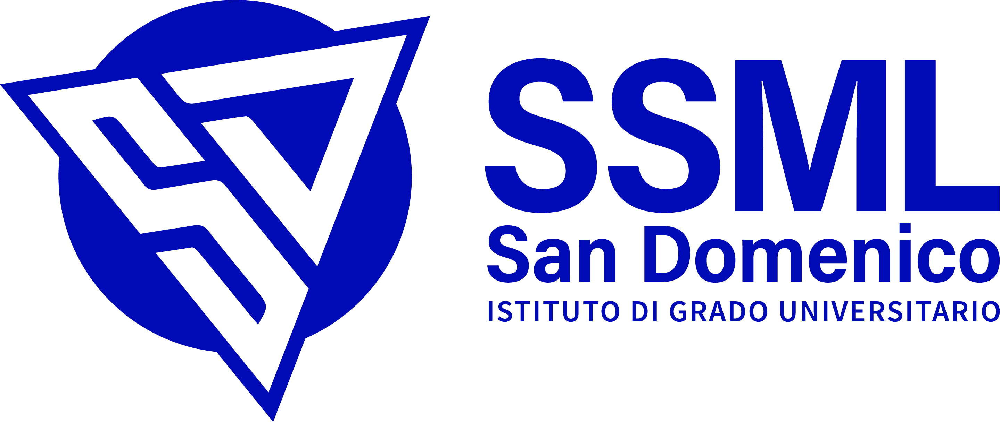 SSML
San Domenico
ISTITUTO DI GRADO UNIVERSITARIO